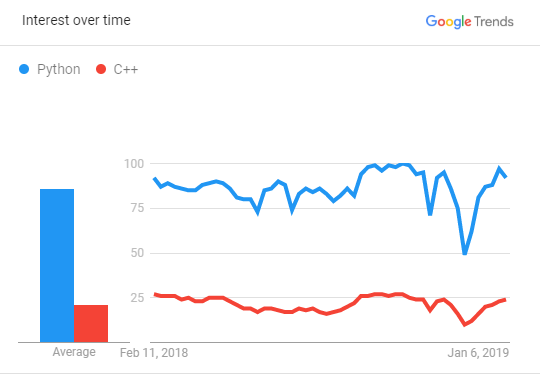 Interest over time
Google Trends
Python
C++
100
75
50
25
Average
Feb 11, 2018
Jan 6, 2019